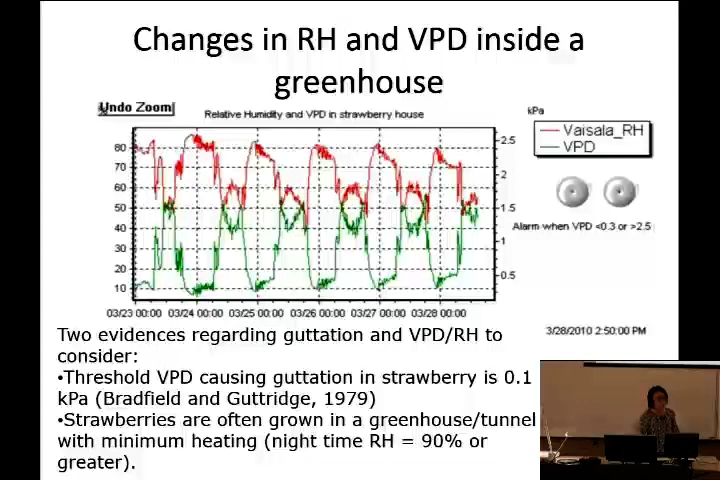 Changes in RH and VPD inside a
greenhouse
Undo Zoom
Relative Humidity and VPD in strawberry house
kPa
80
70
60
50
40
30
20
10
2.5
2
1.5
1
0.5
03/23 00:00 03/24 00:00 03/25 00:00 03/26 00:00 03/27 00:00 03/28 00:00
Vaisala_RH
VPD
Alarm when VPD <0.3 or >2.5
3/28/2010 2:50:00 PM
Two evidences regarding guttation and VPD/RH to
consider:
•Threshold VPD causing guttation in strawberry is 0.1
kPa (Bradfield and Guttridge, 1979)
•Strawberries are often grown in a greenhouse/tunnel
with minimum heating (night time RH = 90% or
greater).